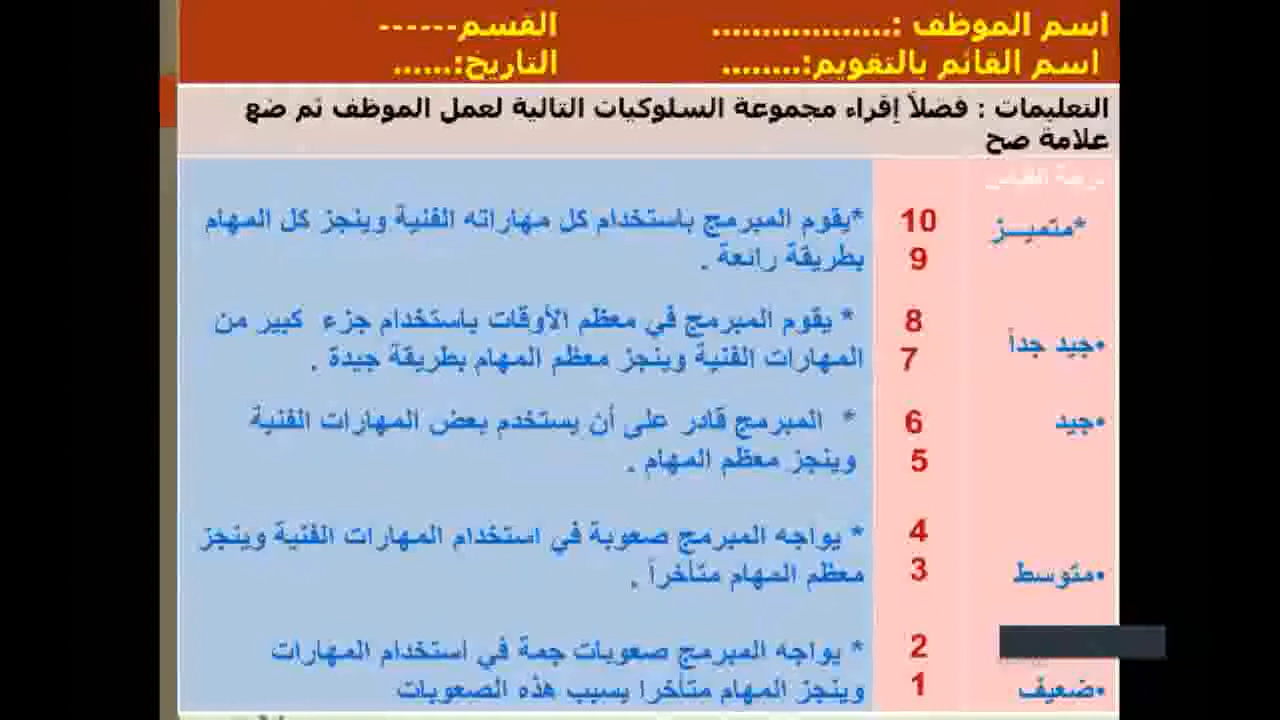 اسم الموظف :.................. القسم------
اسم القائم بالتقويم:........ التاريخ:......
التعليمات : فضلاً إقراء مجموعة السلوكيات التالية لعمل الموظف ثم ضع
علامة صح
*متميـــز
10
9
*يقوم المبرمج باستخدام كل مهاراته الفنية وينجز كل المهام
بطريقة رائعة .
•جيد جداً
8
7
* يقوم المبرمج في معظم الأوقات باستخدام جزء كبير من
المهارات الفنية وينجز معظم المهام بطريقة جيدة .
•جيد
6
5
* المبرمج قادر على أن يستخدم بعض المهارات الفنية
وينجز معظم المهام .
•متوسط
4
3
* يواجه المبرمج صعوبة في استخدام المهارات الفنية وينجز
معظم المهام متأخراً .
•ضعيف
2
1
* يواجه المبرمج صعوبات جمة في استخدام المهارات
وينجز المهام متأخرا بسبب هذه الصعوبات